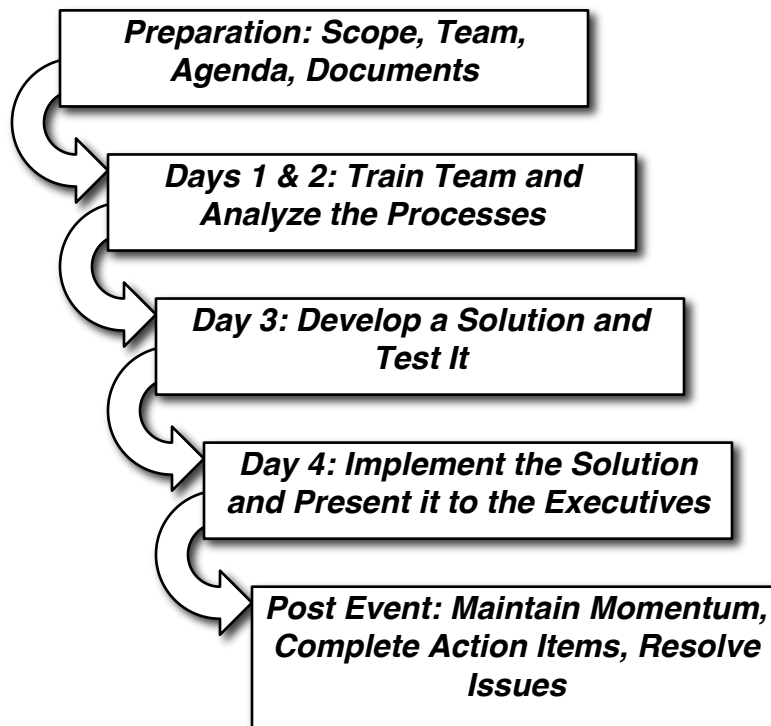 Preparation: Scope, Team,
Agenda, Documents
Days 1 & 2: Train Team and
Analyze the Processes
Day 3: Develop a Solution and
Test It
Day 4: Implement the Solution
and Present it to the Executives
Post Event: Maintain Momentum,
Complete Action Items, Resolve
Issues